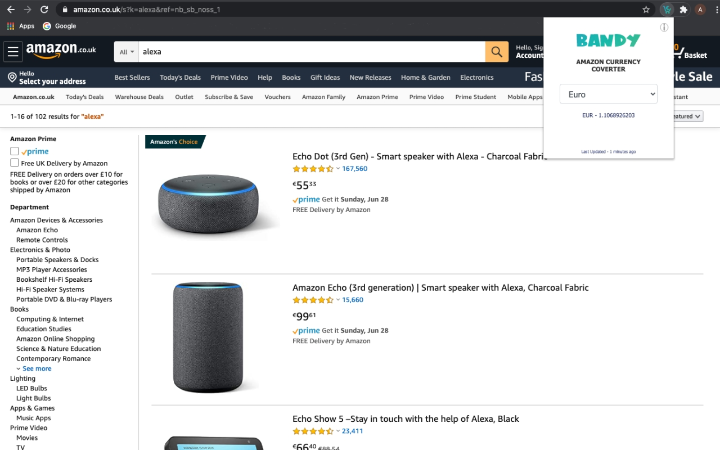 amazon.co.uk/s?k=alexa&ref=nb_sb_noss_1
Apps
Google
amazon.co.uk
All
alexa
Hello, Sig
Account
0
Basket
Hello
Select your address
Best Sellers
Today's Deals
Prime Video
Help
Books
Gift Ideas
New Releases
Home & Garden
Electronics
Fas
le Sale
Amazon.co.uk
Today's Deals
Warehouse Deals
Outlet
Subscribe & Save
Vouchers
Amazon Family
Amazon Prime
Prime Video
Prime Student
Mobile Apps
stant
BANDY
AMAZON CURRENCY
COVERTER
Euro
EUR - 1.1068926203
Last Updated - 1 minutes ago
1-16 of 102 results for "alexa"
eatured
Amazon Prime
prime
Free UK Delivery by Amazon
FREE Delivery on orders over £10 for
books or over £20 for other categories
shipped by Amazon
Department
Amazon Devices & Accessories
Amazon Echo
Remote Controls
Electronics & Photo
Portable Speakers & Docks
MP3 Player Accessories
Bookshelf Hi-Fi Speakers
Hi-Fi Speaker Systems
Portable DVD & Blu-ray Players
Books
Computing & Internet
Education Studies
Amazon Online Shopping
Science & Nature Education
Contemporary Romance
See more
Lighting
LED Bulbs
Light Bulbs
Apps & Games
Music Apps
Prime Video
Movies
TV
Amazon's Choice
Echo Dot (3rd Gen) - Smart speaker with Alexa - Charcoal Fabric
167,560
€55 33
prime Get it Sunday, Jun 28
FREE Delivery by Amazon
Amazon Echo (3rd generation) | Smart speaker with Alexa, Charcoal Fabric
15,660
€99 61
prime Get it Sunday, Jun 28
FREE Delivery by Amazon
Echo Show 5 –Stay in touch with the help of Alexa, Black
23,411
€66 40